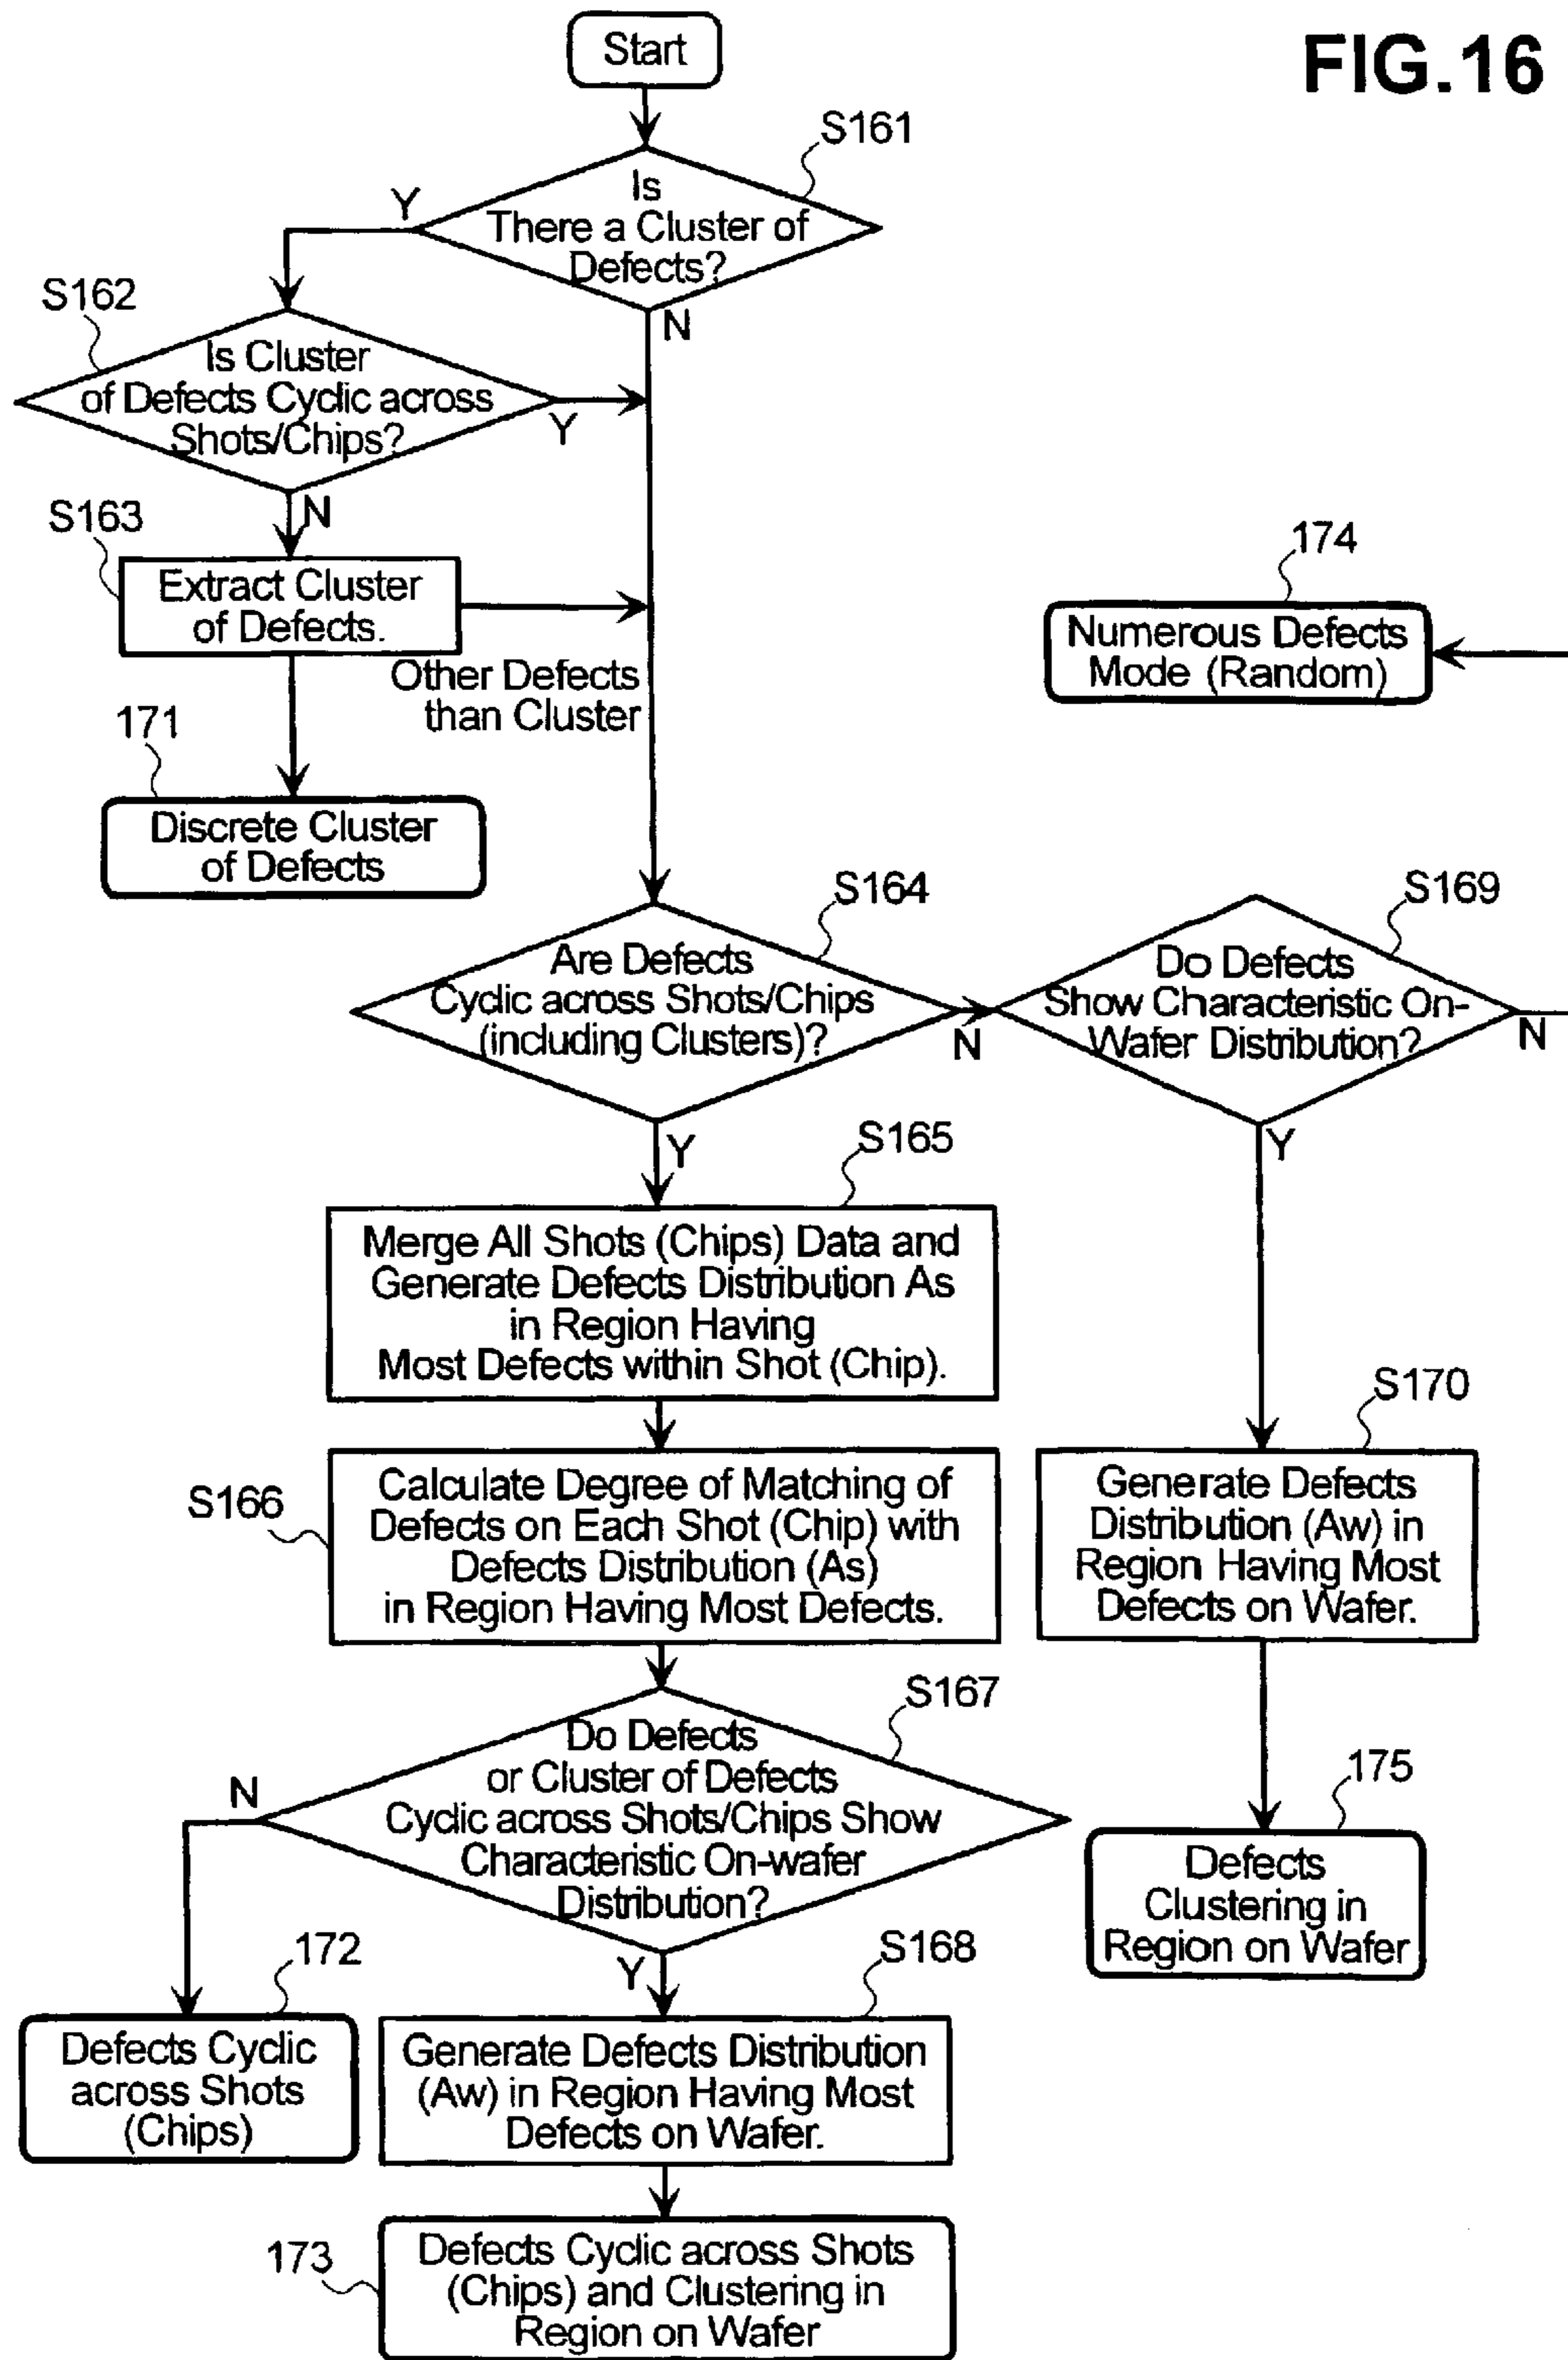 FIG.16
Start
S161
Is
There a Cluster of
Defects?
Y
N
S162
Is Cluster
of Defects Cyclic across
Shots/Chips?
Y
N
S163
Extract Cluster
of Defects.
Other Defects
than Cluster
171
Discrete Cluster
of Defects
174
Numerous Defects
Mode (Random)
S164
Are Defects
Cyclic across Shots/Chips
(including Clusters)?
N
Y
S169
Do Defects
Show Characteristic On-
Wafer Distribution?
N
Y
S165
Merge All Shots (Chips) Data and
Generate Defects Distribution As
in Region Having
Most Defects within Shot (Chip).
S166
Calculate Degree of Matching of
Defects on Each Shot (Chip) with
Defects Distribution (As)
in Region Having Most Defects.
S170
Generate Defects
Distribution (Aw) in
Region Having Most
Defects on Wafer.
S167
Do Defects
or Cluster of Defects
Cyclic across Shots/Chips Show
Characteristic On-wafer
Distribution?
N
Y
175
Defects
Clustering in
Region on Wafer
172
Defects Cyclic
across Shots
(Chips)
S168
Generate Defects Distribution
(Aw) in Region Having Most
Defects on Wafer.
173
Defects Cyclic across Shots
(Chips) and Clustering in
Region on Wafer